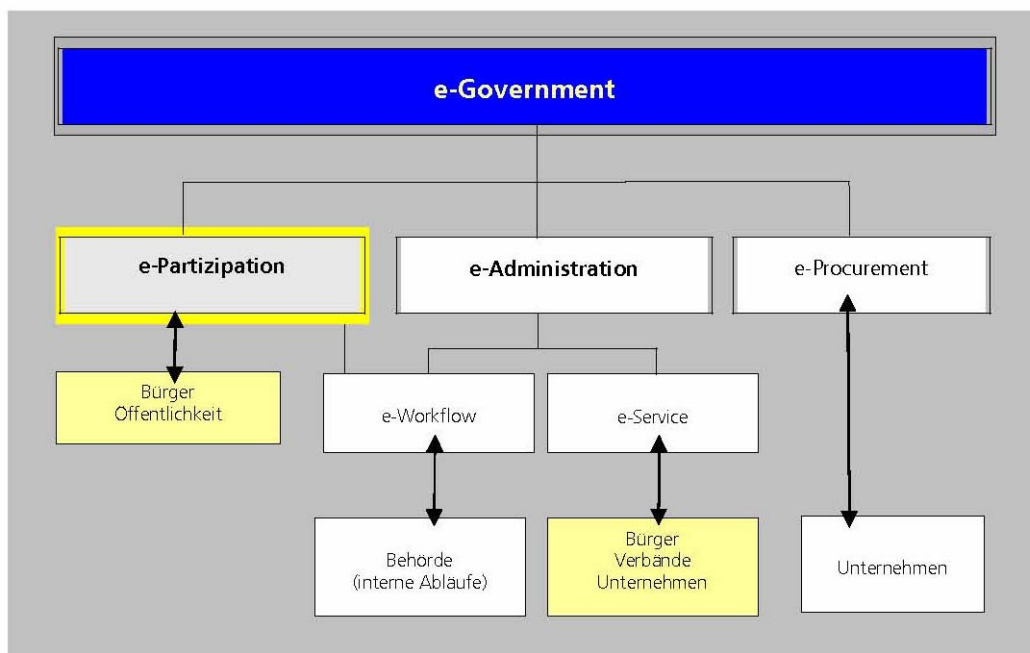 e-Government
e-Partizipation
e-Administration
e-Procurement
Bürger
Öffentlichkeit
e-Workflow
e-Service
Behörde
(interne Abläufe)
Bürger
Verbände
Unternehmen
Unternehmen